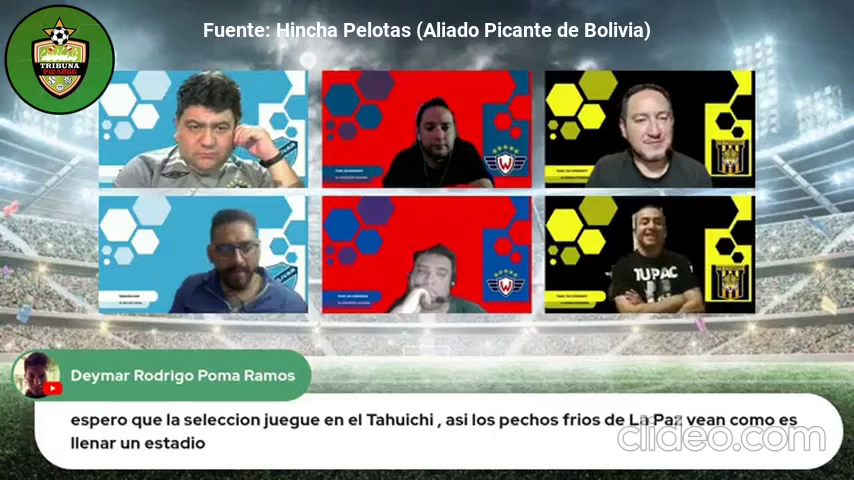 Fuente: Hincha Pelotas (Aliado Picante de Bolivia)
TRIBUNA
PICANTE
W
W
TUPAC
Deymar Rodrigo Poma Ramos
espero que la seleccion juegue en el Tahuichi , asi los pechos frios de La Paz vean como es
llenar un estadio
clideo.com